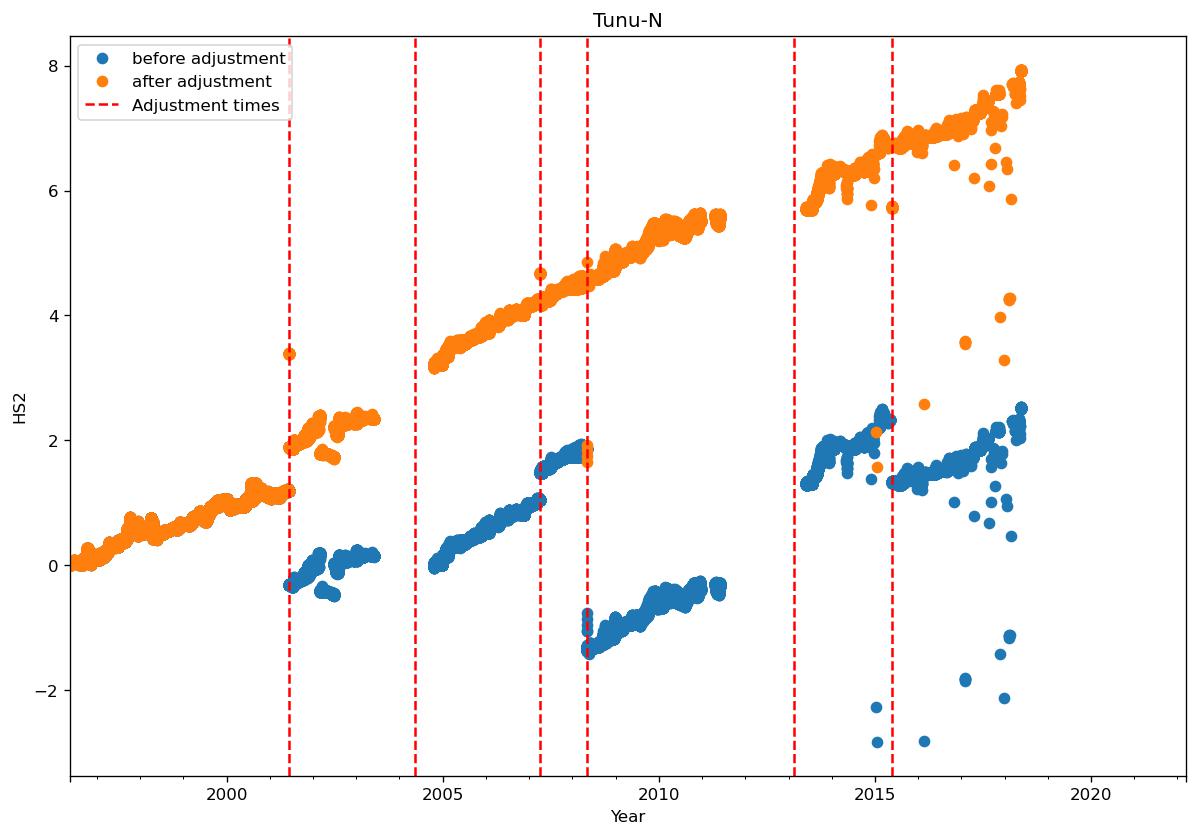 Tunu-N
before adjustment
after adjustment
Adjustment times
8
6
4
2
0
−2
HS2
2000
2005
2010
2015
2020
Year